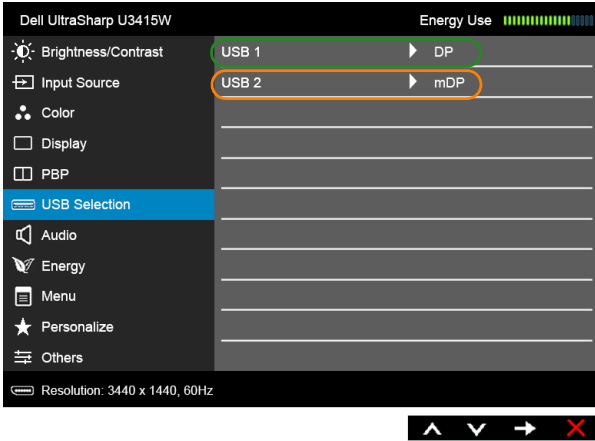 Dell UltraSharp U3415W Energy Use
Brightness/Contrast USB 1 DP
Input Source USB 2 mDP
Color
Display
PBP
USB Selection
Audio
Energy
Menu
Personalize
Others
Resolution: 3440 x 1440, 60Hz